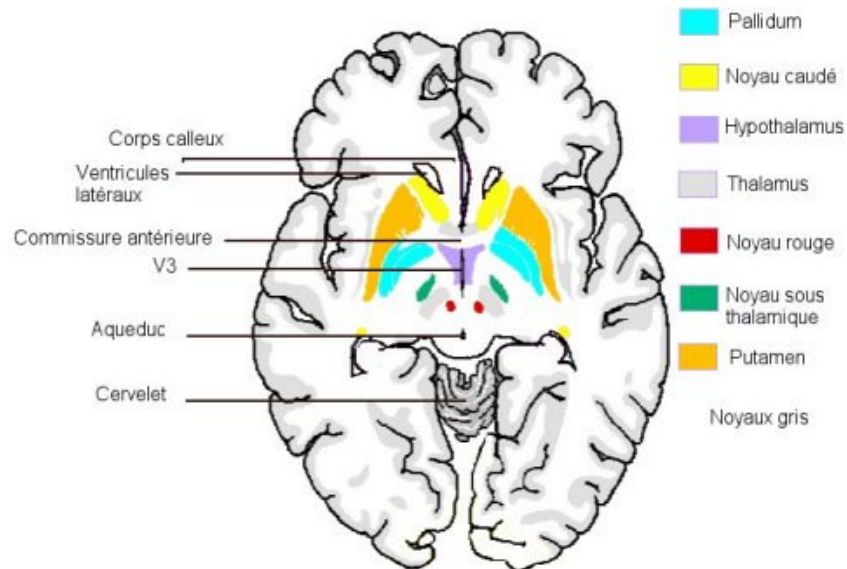 Corps calleux
Ventricules
latéraux
Commissure antérieure
V3
Aqueduc
Cervelet
Pallidum
Noyau caudé
Hypothalamus
Thalamus
Noyau rouge
Noyau sous
thalamique
Putamen
Noyaux gris